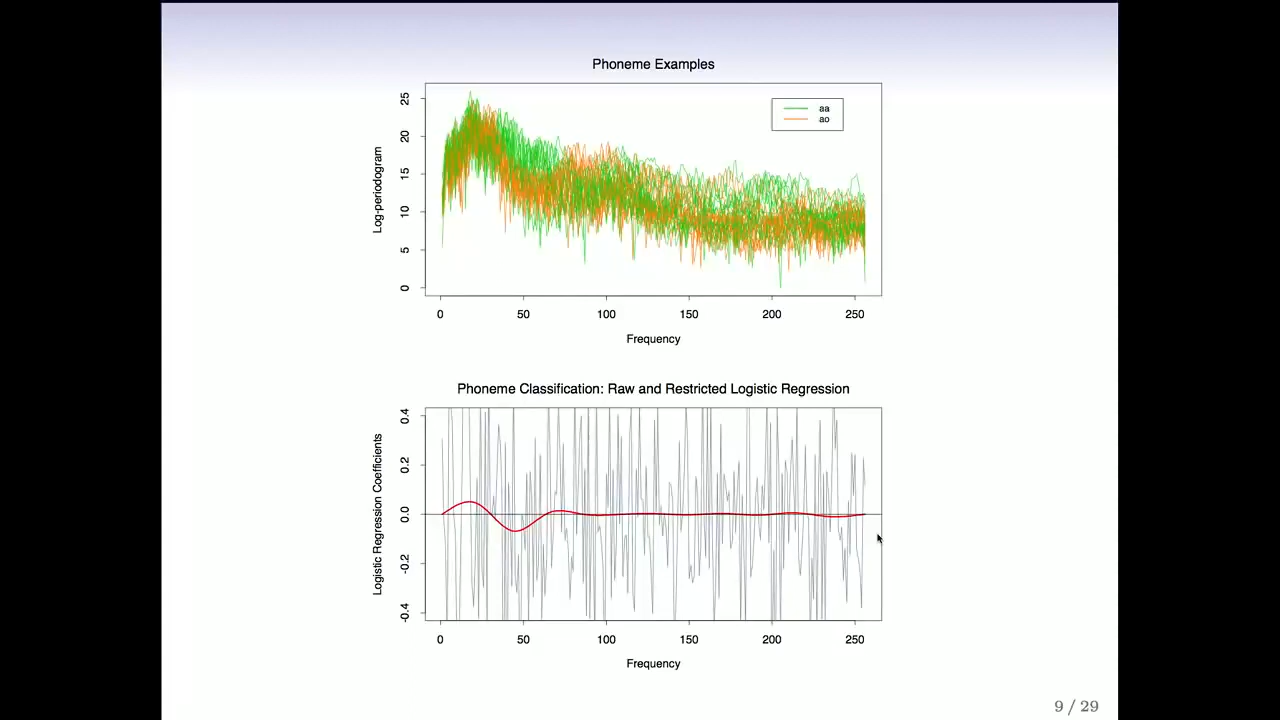 Phoneme Examples
25
20
15
10
5
0
Log-periodogram
aa
ao
0 50 100 150 200 250
Frequency
Phoneme Classification: Raw and Restricted Logistic Regression
0.4
0.2
0.0
-0.2
-0.4
Logistic Regression Coefficients
0 50 100 150 200 250
Frequency
9 / 29